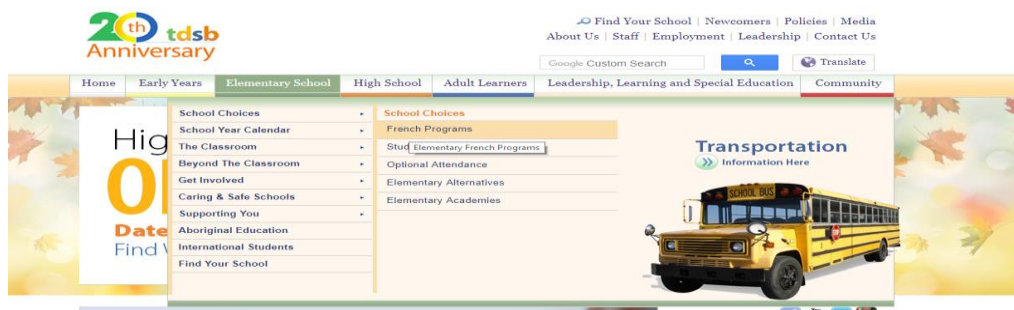 20th tdsb
Anniversary
Find Your School | Newcomers | Policies | Media
About Us | Staff | Employment | Leadership | Contact Us
Google Custom Search
Translate
Home
Early Years
Elementary School
High School
Adult Learners
Leadership, Learning and Special Education
Community
School Choices
School Year Calendar
The Classroom
Beyond The Classroom
Get Involved
Caring & Safe Schools
Supporting You
Aboriginal Education
International Students
Find Your School
School Choices
French Programs
Stud
Elementary French Programs
Optional Attendance
Elementary Alternatives
Elementary Academies
Hig
Date
Find
Transportation
Information Here
SCHOOL BUS